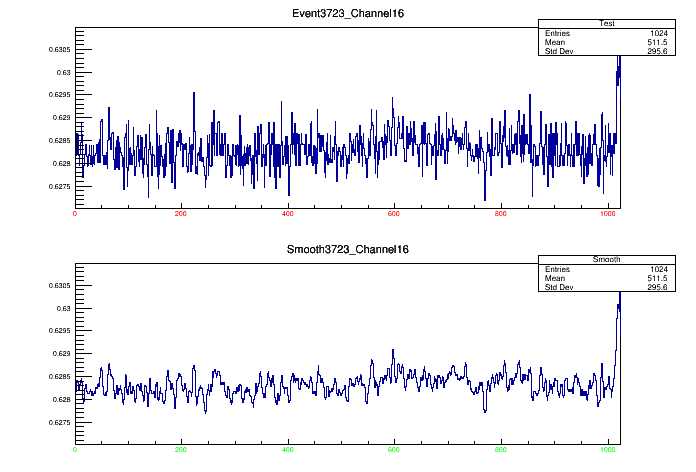 Event3723_Channel16
Test
Entries 1024
Mean 511.5
Std Dev 295.6
0.6305
0.63
0.6295
0.629
0.6285
0.628
0.6275
0 200 400 600 800 1000
Smooth3723_Channel16
Smooth
Entries 1024
Mean 511.5
Std Dev 295.6
0.6305
0.63
0.6295
0.629
0.6285
0.628
0.6275
0 200 400 600 800 1000